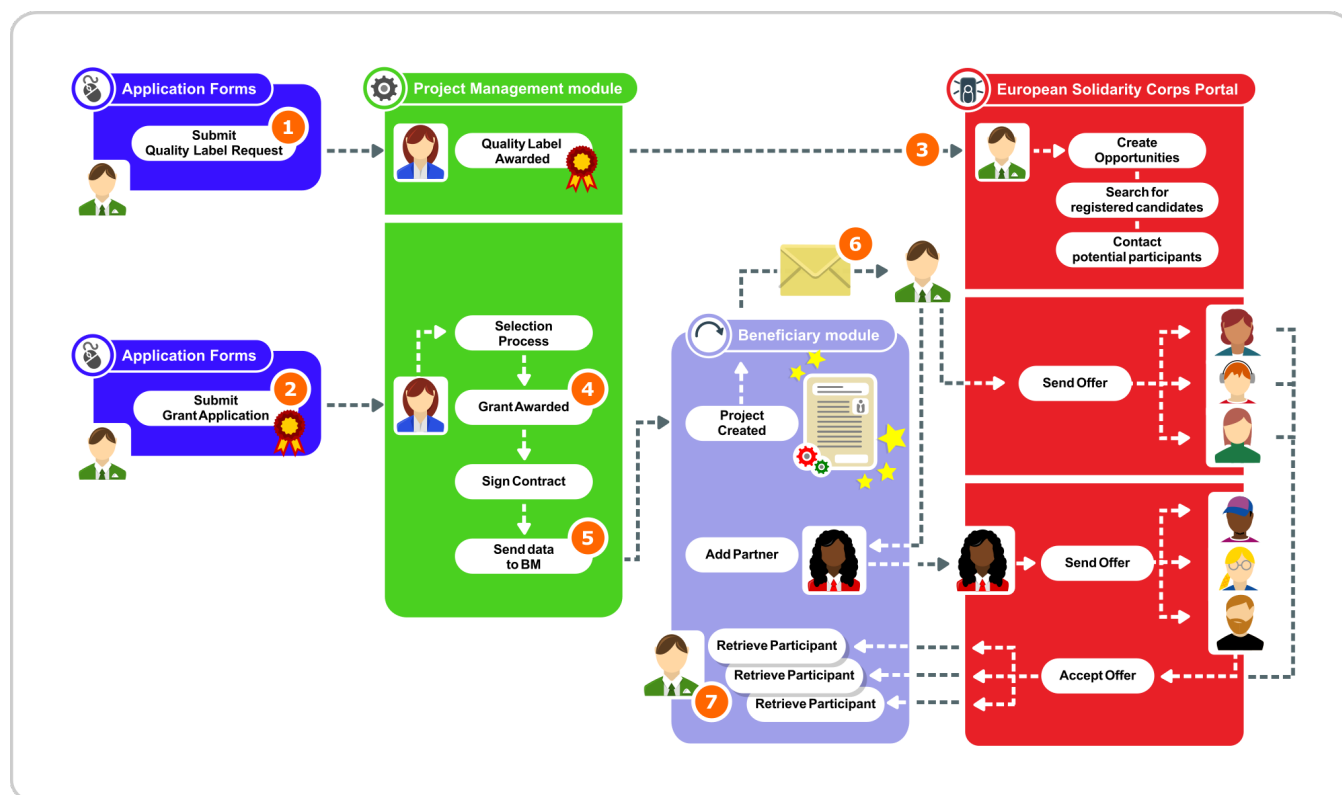 Application Forms
1
Submit
Quality Label Request
Project Management module
Quality Label
Awarded
3
European Solidarity Corps Portal
Create
Opportunities
Search for
registered candidates
Contact
potential participants
6
Application Forms
2
Submit
Grant Application
Selection
Process
4
Grant Awarded
Sign Contract
5
Send data
to BM
Beneficiary module
Project
Created
Send Offer
Add Partner
Send Offer
Retrieve Participant
Retrieve Participant
Retrieve Participant
7
Accept Offer